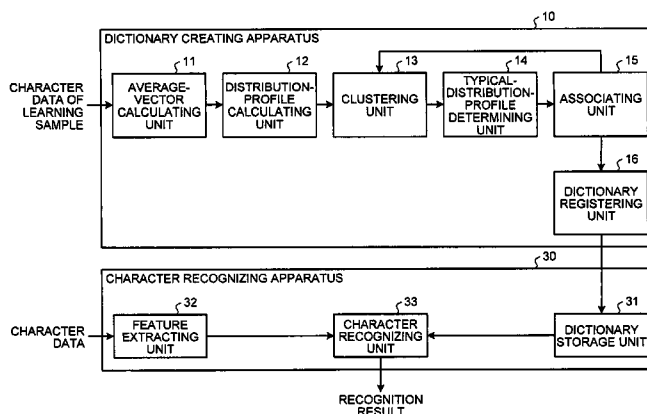 10
DICTIONARY CREATING APPARATUS
11
12
13
14
15
CHARACTER
DATA OF
LEARNING
SAMPLE
AVERAGE-
VECTOR
CALCULATING
UNIT
DISTRIBUTION-
PROFILE
CALCULATING
UNIT
CLUSTERING
UNIT
TYPICAL-
DISTRIBUTION-
PROFILE
DETERMINING
UNIT
ASSOCIATING
UNIT
16
DICTIONARY
REGISTERING
UNIT
30
CHARACTER RECOGNIZING APPARATUS
32
33
31
CHARACTER
DATA
FEATURE
EXTRACTING
UNIT
CHARACTER
RECOGNIZING
UNIT
DICTIONARY
STORAGE UNIT
RECOGNITION
RESULT